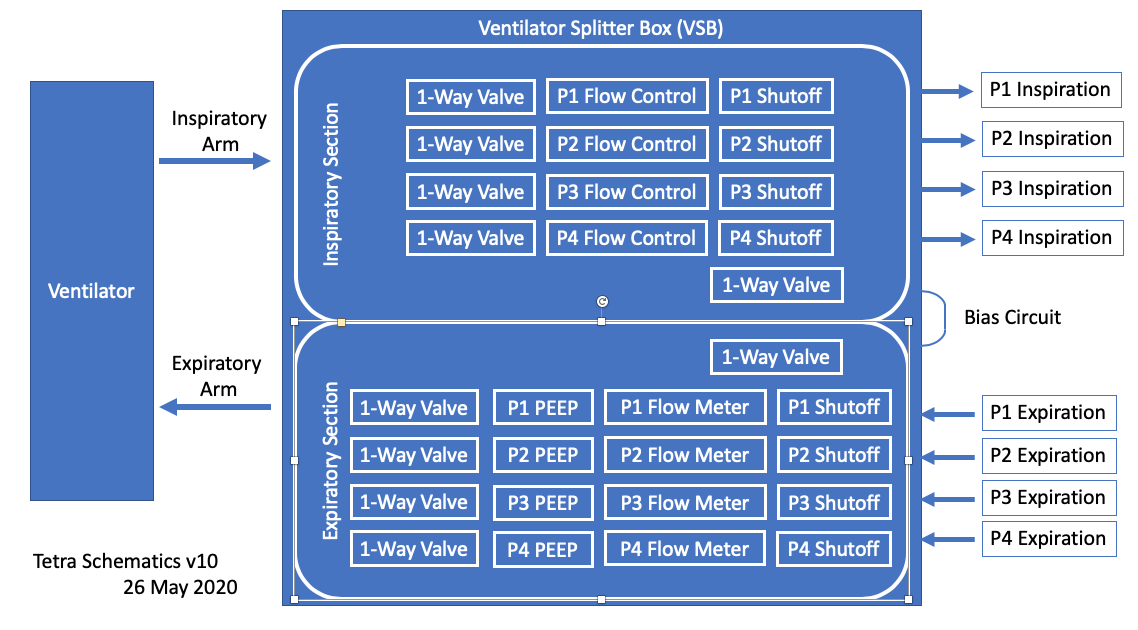 Ventilator Splitter Box (VSB)
Ventilator
Inspiratory
Arm
Inspiratory Section
1-Way Valve P1 Flow Control P1 Shutoff
P1 Inspiration
1-Way Valve P2 Flow Control P2 Shutoff
P2 Inspiration
1-Way Valve P3 Flow Control P3 Shutoff
P3 Inspiration
1-Way Valve P4 Flow Control P4 Shutoff
P4 Inspiration
1-Way Valve
Bias Circuit
Expiratory
Arm
Expiratory Section
1-Way Valve
1-Way Valve P1 PEEP P1 Flow Meter P1 Shutoff
P1 Expiration
1-Way Valve P2 PEEP P2 Flow Meter P2 Shutoff
P2 Expiration
1-Way Valve P3 PEEP P3 Flow Meter P3 Shutoff
P3 Expiration
1-Way Valve P4 PEEP P4 Flow Meter P4 Shutoff
P4 Expiration
Tetra Schematics v10
26 May 2020